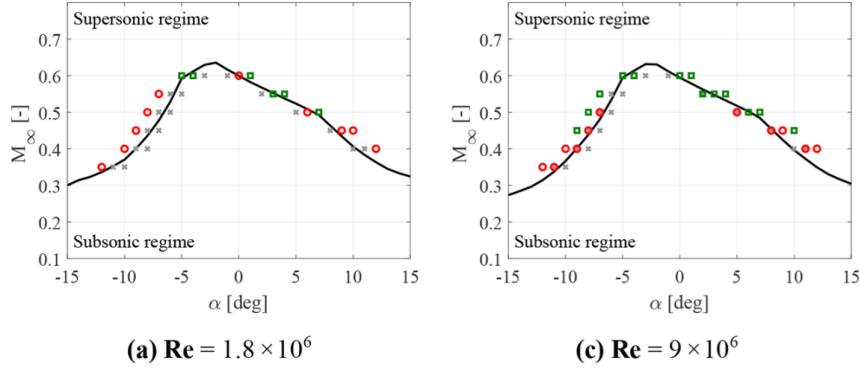 Supersonic regime
0.7
0.6
0.5
0.4
0.3
0.2
0.1
M∞ [-]
Subsonic regime
-15 -10 -5 0 5 10 15
α [deg]
(a) Re = 1.8 × 10⁶
Supersonic regime
0.7
0.6
0.5
0.4
0.3
0.2
0.1
M∞ [-]
Subsonic regime
-15 -10 -5 0 5 10 15
α [deg]
(c) Re = 9 × 10⁶